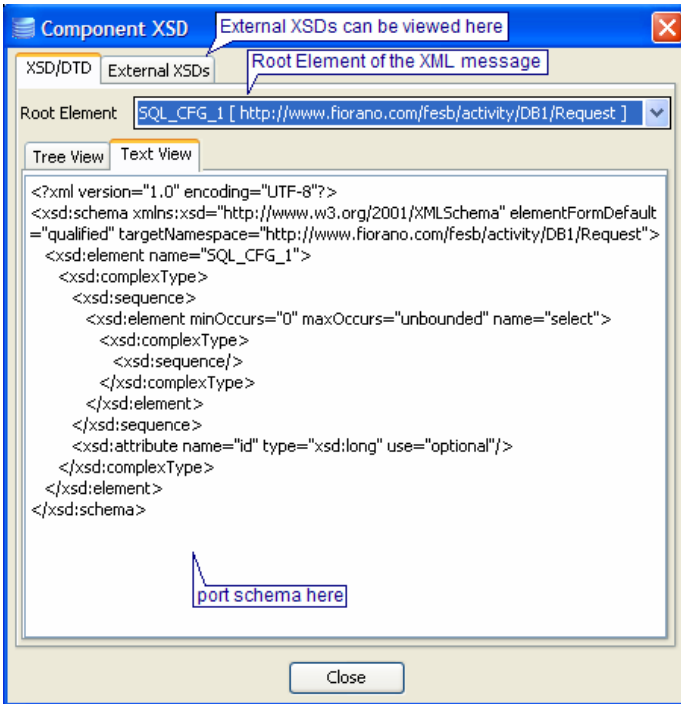 Component XSD
External XSDs can be viewed here
XSD/DTD
External XSDs
Root Element of the XML message
Root Element
SQL_CFG_1 [ http://www.fiorano.com/fesb/activity/DB1/Request ]
Tree View
Text View
<?xml version="1.0" encoding="UTF-8"?>
<xsd:schema xmlns:xsd="http://www.w3.org/2001/XMLSchema" elementFormDefault
="qualified" targetNamespace="http://www.fiorano.com/fesb/activity/DB1/Request">
<xsd:element name="SQL_CFG_1">
<xsd:complexType>
<xsd:sequence>
<xsd:element minOccurs="0" maxOccurs="unbounded" name="select">
<xsd:complexType>
<xsd:sequence/>
</xsd:complexType>
</xsd:element>
</xsd:sequence>
<xsd:attribute name="id" type="xsd:long" use="optional"/>
</xsd:complexType>
</xsd:element>
</xsd:schema>
port schema here
Close